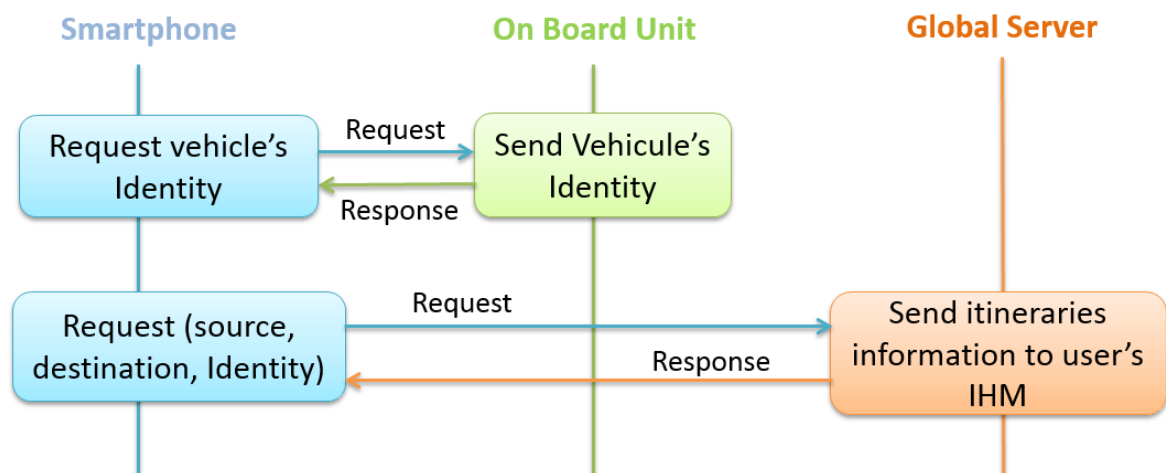 Smartphone
On Board Unit
Global Server
Request vehicle's
Identity
Request
Response
Send Vehicule's
Identity
Request (source,
destination, Identity)
Request
Response
Send itineraries
information to user's
IHM